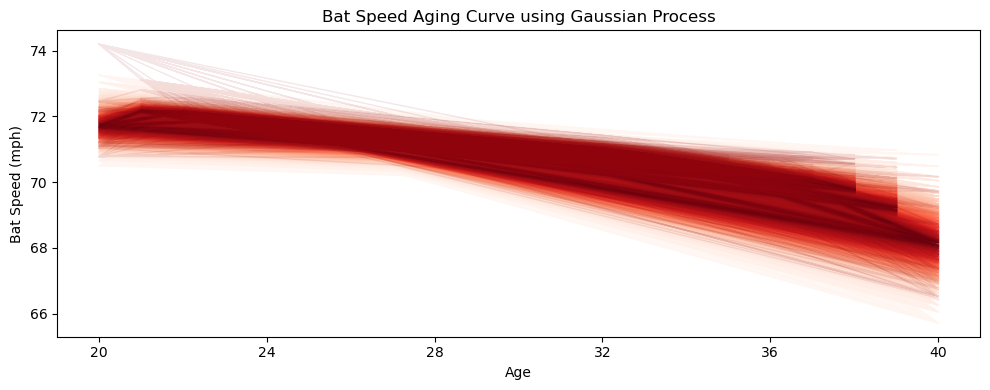 Bat Speed Aging Curve using Gaussian Process
Bat Speed (mph)
74
72
70
68
66
20 24 28 32 36 40
Age